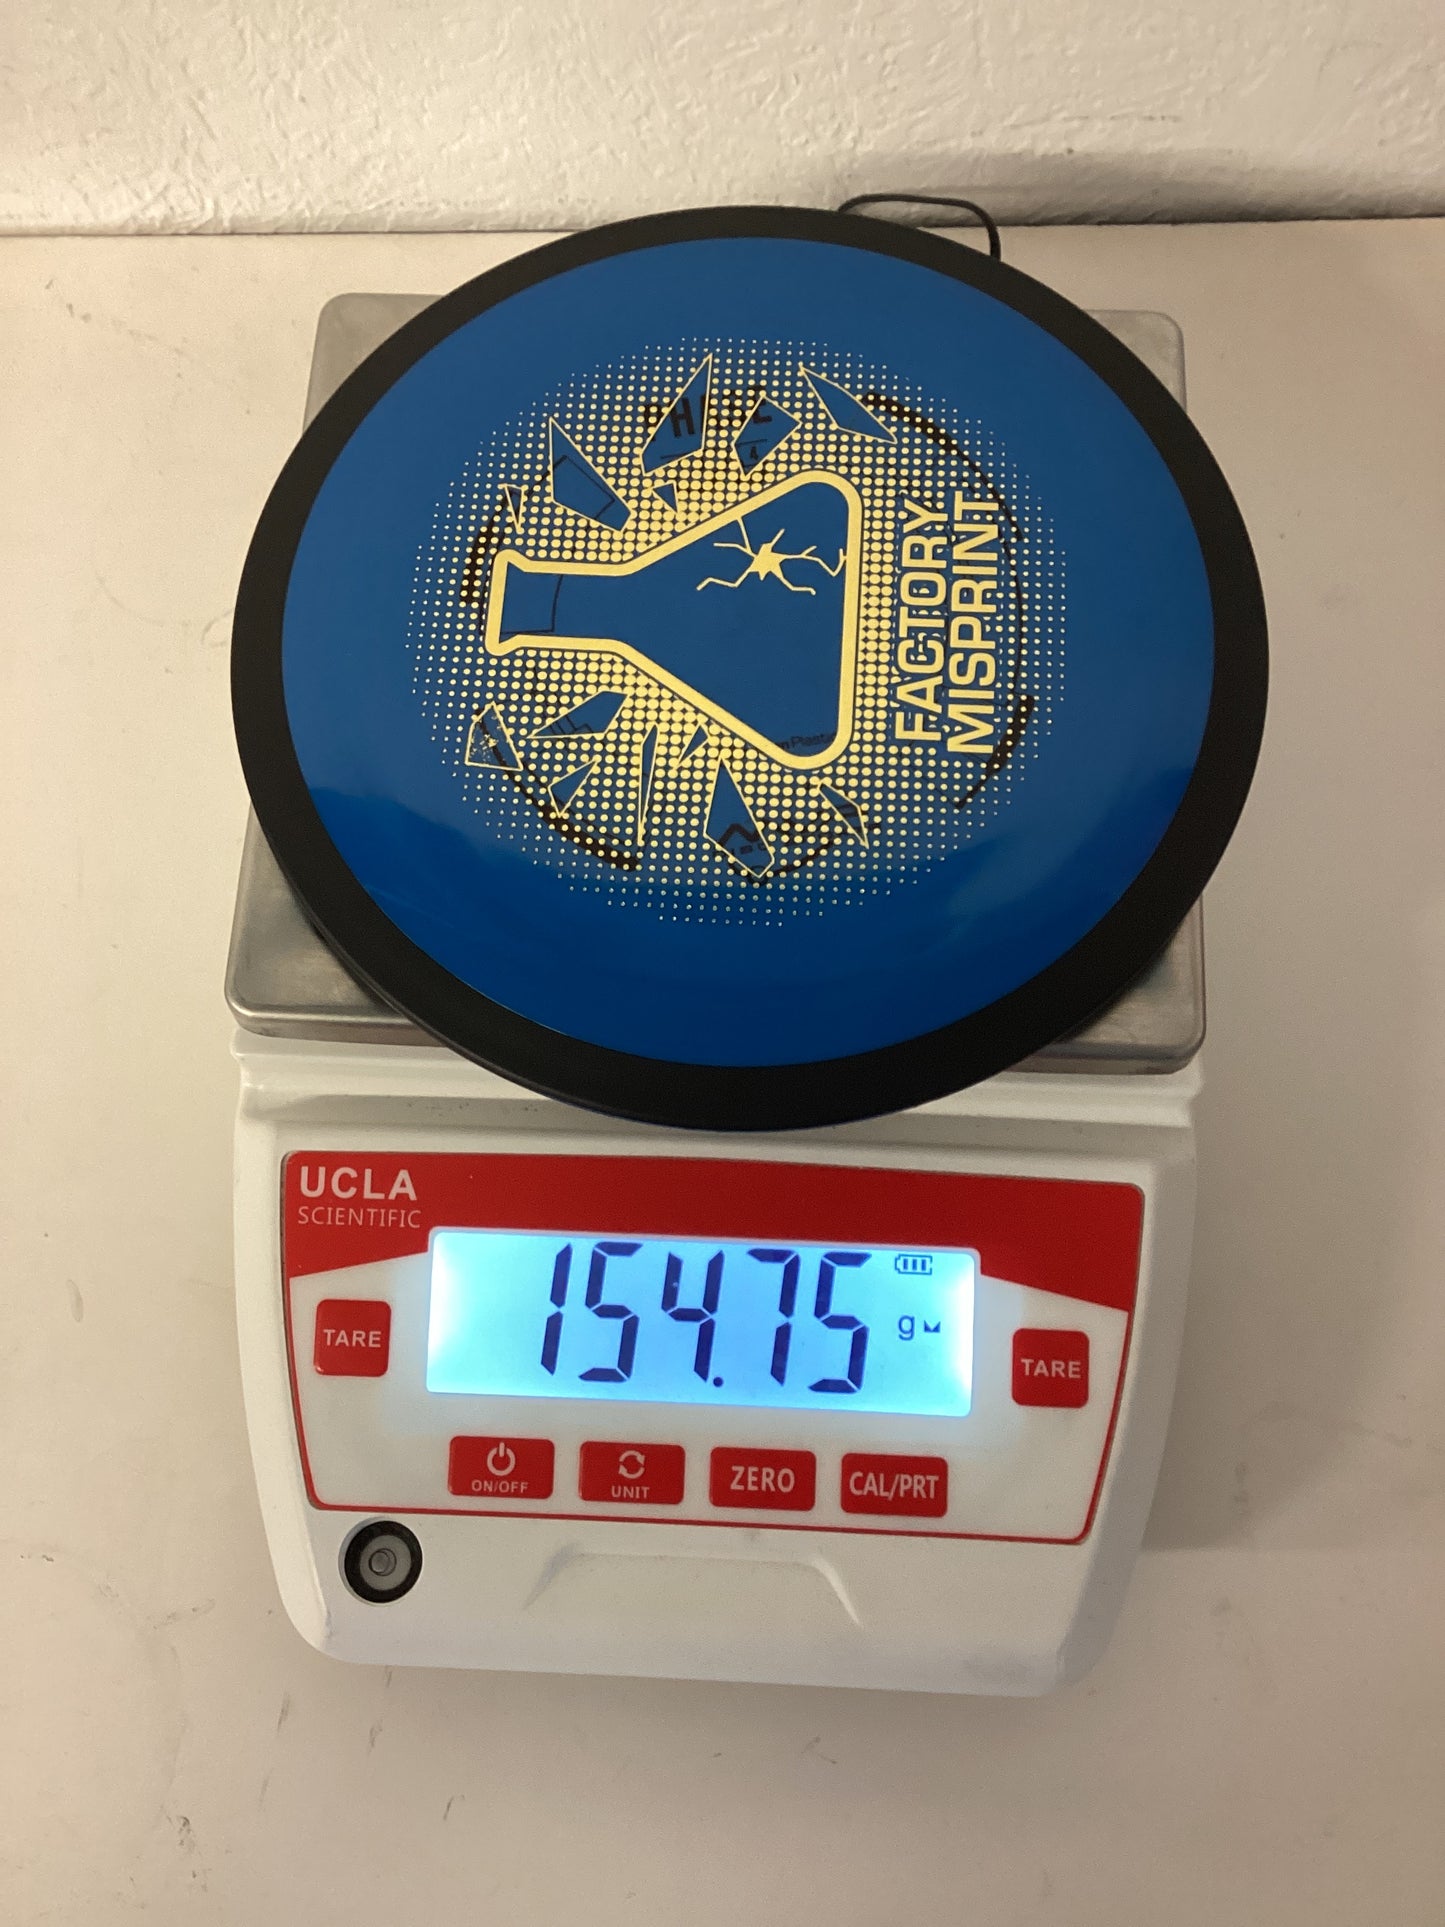 FACTORY
MISPRINT
UCLA
SCIENTIFIC
154.75
g
TARE
TARE
ON/OFF
UNIT
ZERO
CAL/PRT